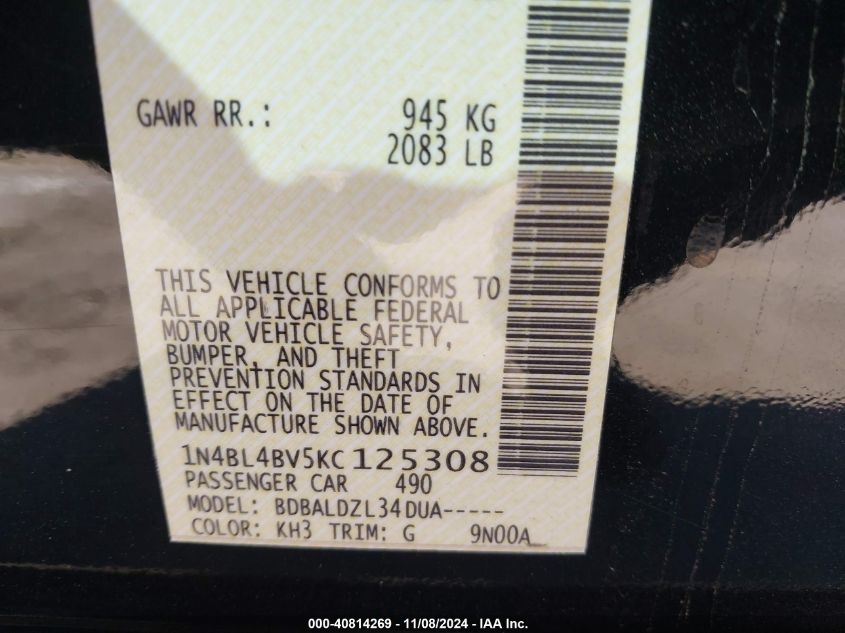 GAWR RR.: 945 KG
2083 LB
THIS VEHICLE CONFORMS TO
ALL APPLICABLE FEDERAL
MOTOR VEHICLE SAFETY,
BUMPER, AND THEFT
PREVENTION STANDARDS IN
EFFECT ON THE DATE OF
MANUFACTURE SHOWN ABOVE.
1N4BL4BV5KC125308
PASSENGER CAR 490
MODEL: BDBALDZL34DUA-----
COLOR: KH3 TRIM: G 9N00A
000-40814269 - 11/08/2024 - IAA Inc.